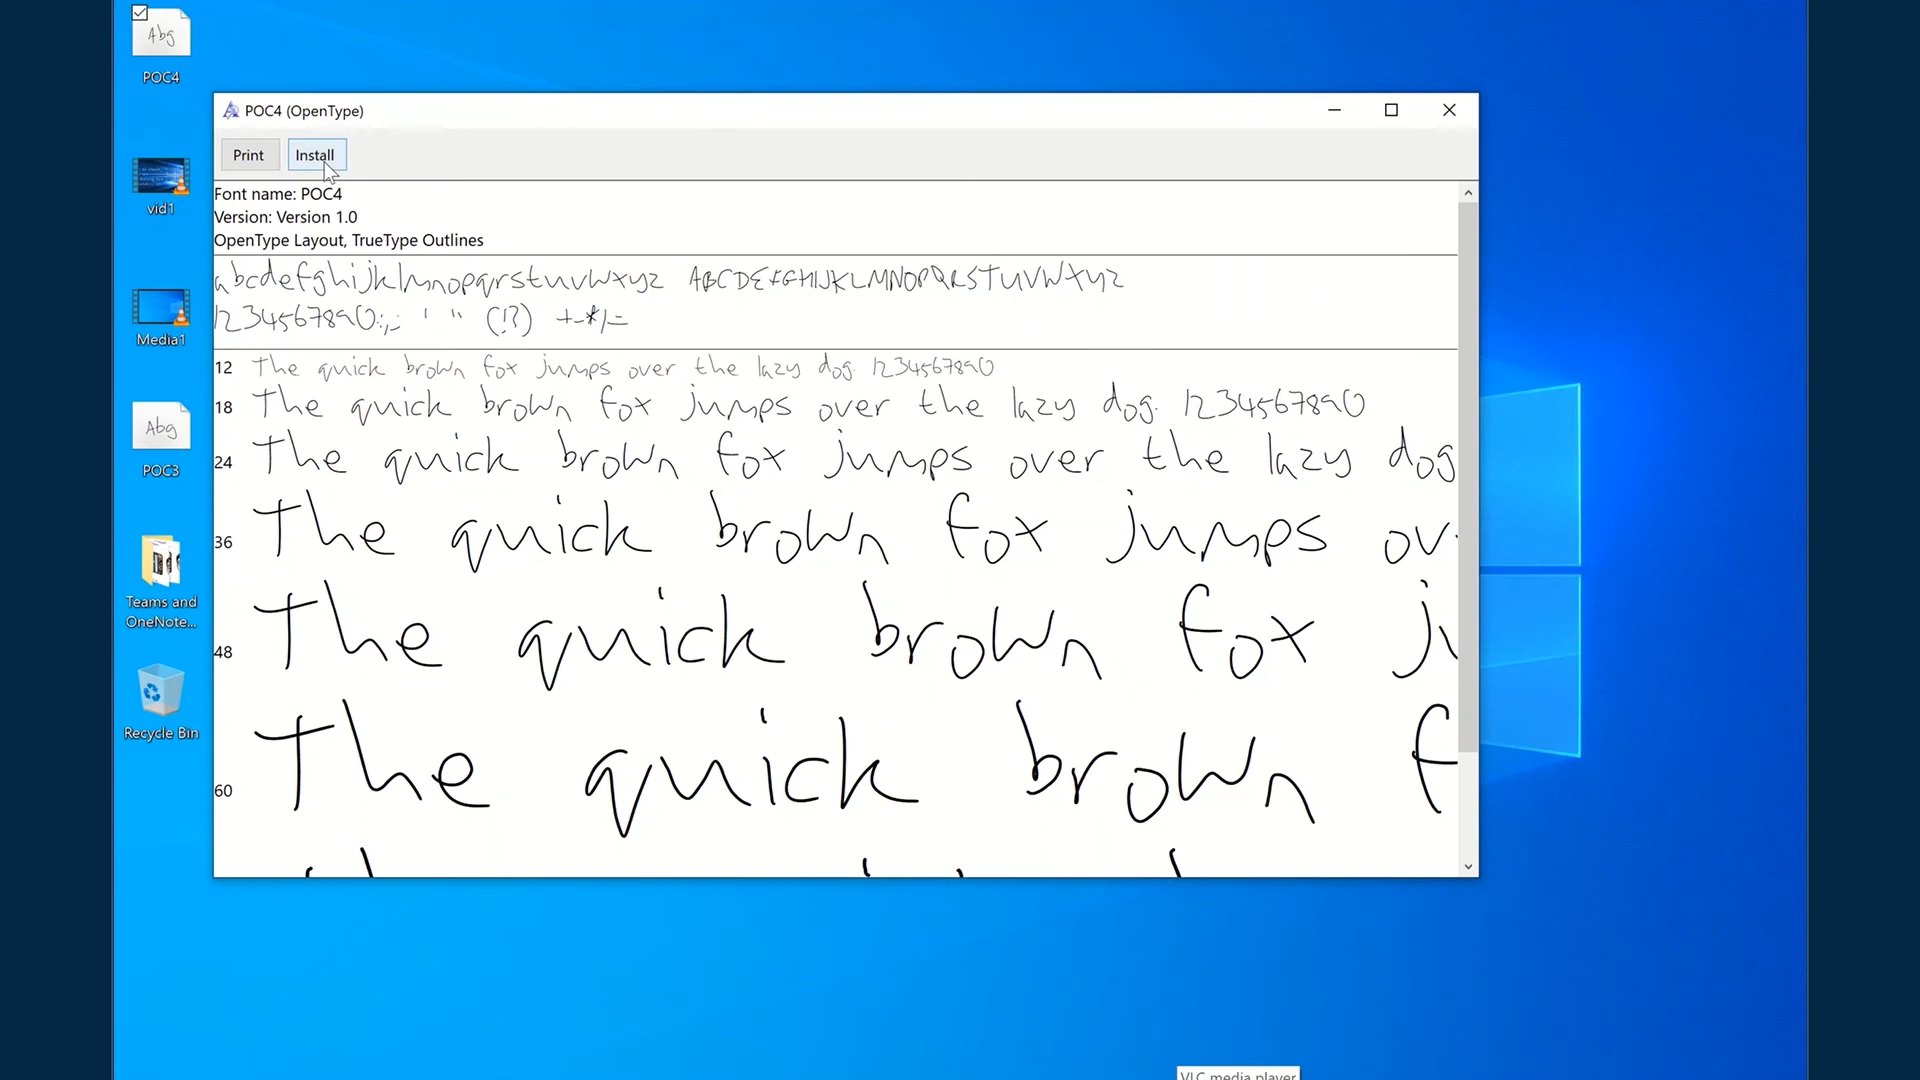 Abg
POC4
POC4 (OpenType)
Print
Install
Font name: POC4
Version: Version 1.0
OpenType Layout, TrueType Outlines
abcdefghijklmnopqrstuvwxyz ABCDEFGHIJKLMNOPQRSTUVWXYZ
1234567890.:,; ' " (!?) +-*/=
12 The quick brown fox jumps over the lazy dog. 1234567890
18 The quick brown fox jumps over the lazy dog. 1234567890
24 The quick brown fox jumps over the lazy dog
36 The quick brown fox jumps ov
48 The quick brown fox ju
60 The quick brown f
vid1
Media1
Abg
POC3
Teams and
OneNote...
Recycle Bin
VLC media player